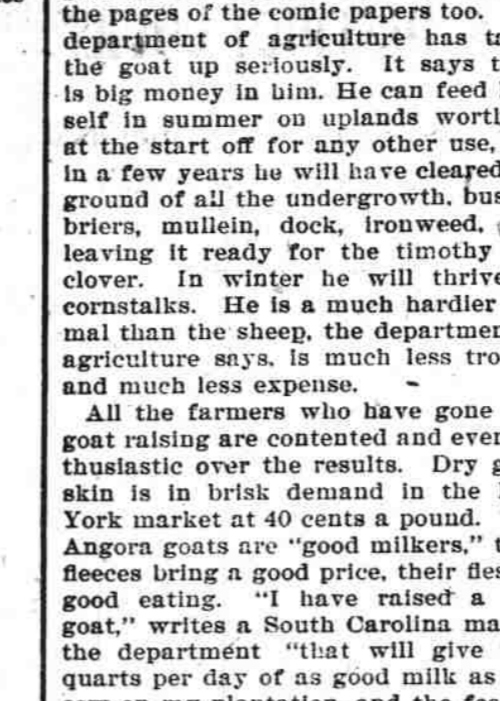 the pages of the comic papers too.
department of agriculture has ta
the goat up seriously. It says t
is big money in him. He can feed
self in summer on uplands wortl
at the start off for any other use,
in a few years he will have cleared
ground of all the undergrowth, bus
briers, mullein, dock, ironweed,
leaving it ready for the timothy
clover. In winter he will thrive
cornstalks. He is a much hardier
mal than the sheep, the departmen
agriculture says, is much less tro
and much less expense.
All the farmers who have gone
goat raising are contented and even
thusiastic over the results. Dry g
skin is in brisk demand in the
York market at 40 cents a pound.
Angora goats are "good milkers," t
fleeces bring a good price, their fles
good eating. "I have raised a
goat," writes a South Carolina ma
the department "that will give
quarts per day of as good milk as